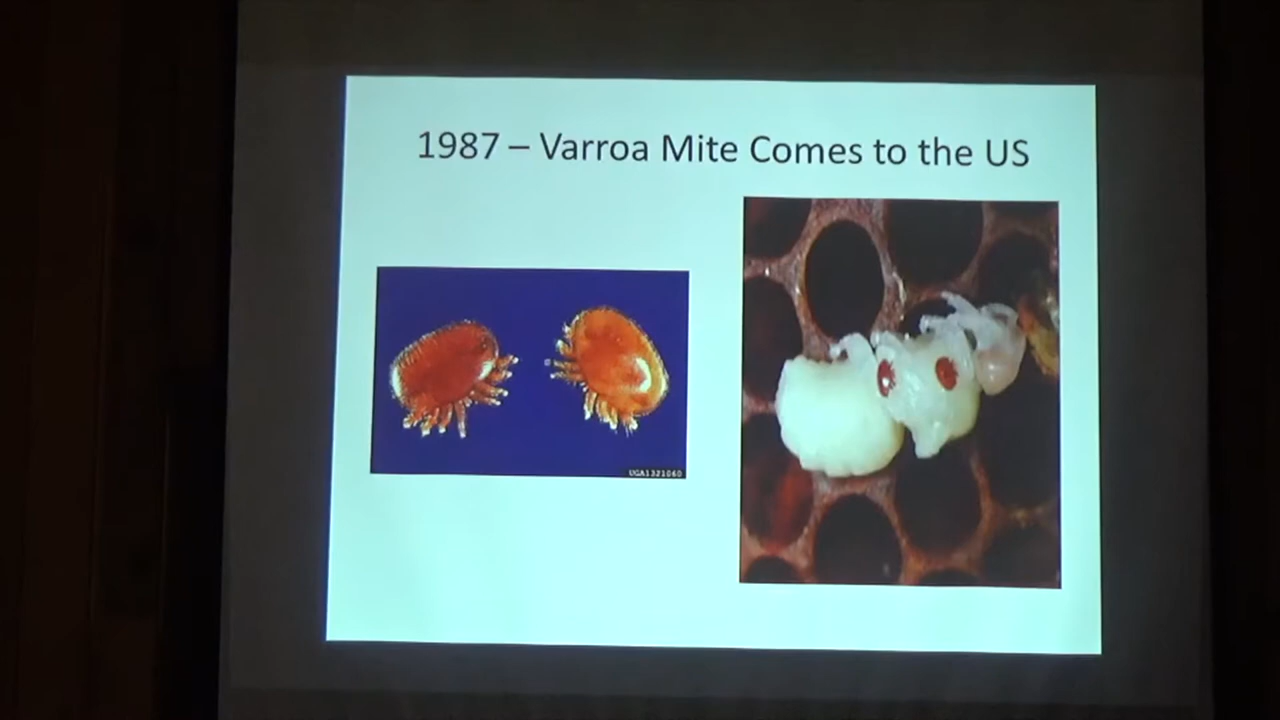 1987 – Varroa Mite Comes to the US
UGA1321060